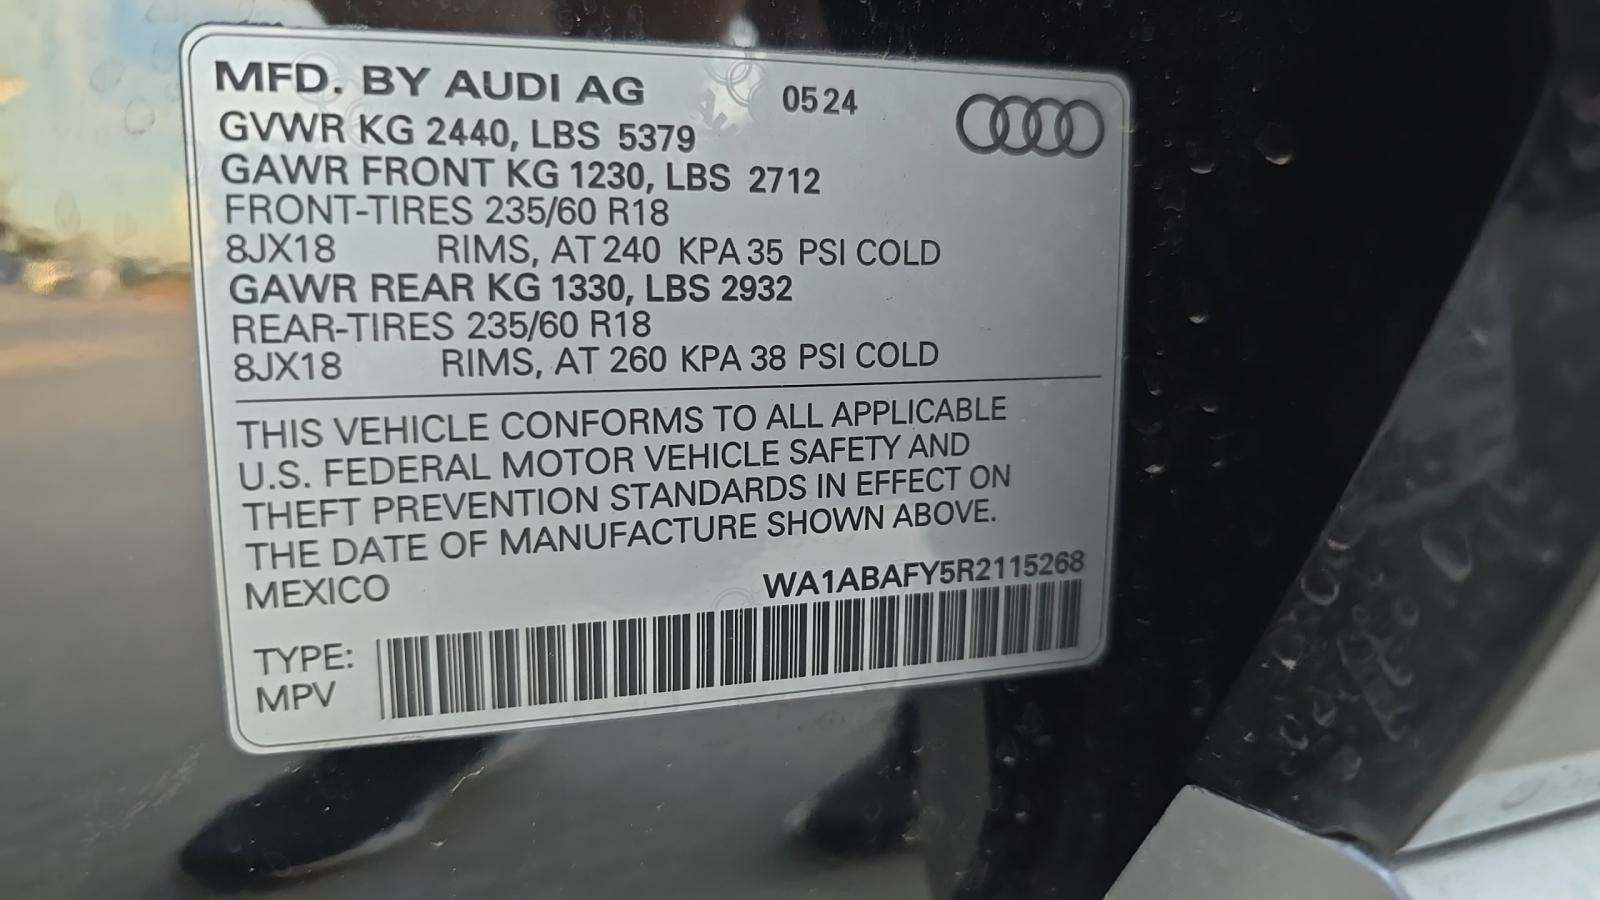 MFD. BY AUDI AG 05 24
GVWR KG 2440, LBS 5379
GAWR FRONT KG 1230, LBS 2712
FRONT-TIRES 235/60 R18
8JX18 RIMS, AT 240 KPA 35 PSI COLD
GAWR REAR KG 1330, LBS 2932
REAR-TIRES 235/60 R18
8JX18 RIMS, AT 260 KPA 38 PSI COLD
THIS VEHICLE CONFORMS TO ALL APPLICABLE
U.S. FEDERAL MOTOR VEHICLE SAFETY AND
THEFT PREVENTION STANDARDS IN EFFECT ON
THE DATE OF MANUFACTURE SHOWN ABOVE.
MEXICO WA1ABAFY5R2115268
TYPE:
MPV